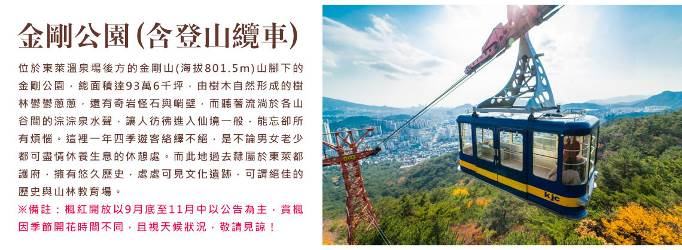 金剛公園(含登山纜車)
位於東萊溫泉場後方的金剛山(海拔801.5m)山腳下的
金剛公園，總面積達93萬6千坪，由樹木自然形成的樹
林鬱鬱蔥蔥，還有奇岩怪石與峭壁，而聽著流淌於各山
谷間的淙淙泉水聲，讓人彷彿進入仙境一般，能忘卻所
有煩惱。這裡一年四季遊客絡繹不絕，是不論男女老少
都可盡情休養生息的休憩處。而此地過去隸屬於東萊都
護府，擁有悠久歷史，處處可見文化遺跡，可謂絕佳的
歷史與山林教育場。
※備註：楓紅開放以9月底至11月中以公告為主，賞楓
因季節開花時間不同，且視天候狀況，敬請見諒！
kjc